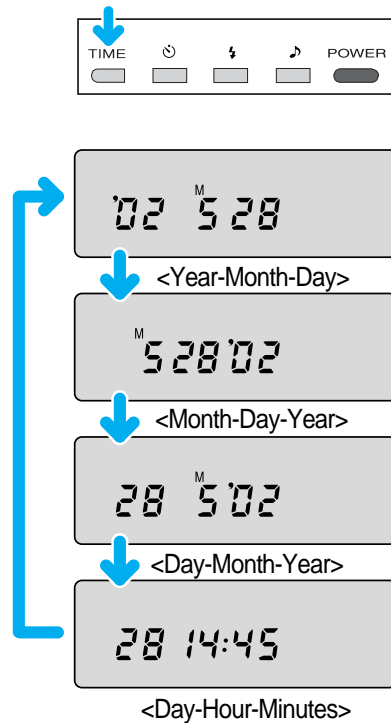 TIME POWER
'02 M 5 28
<Year-Month-Day>
M 5 28 '02
<Month-Day-Year>
28 M 5 '02
<Day-Month-Year>
28 14:45
<Day-Hour-Minutes>